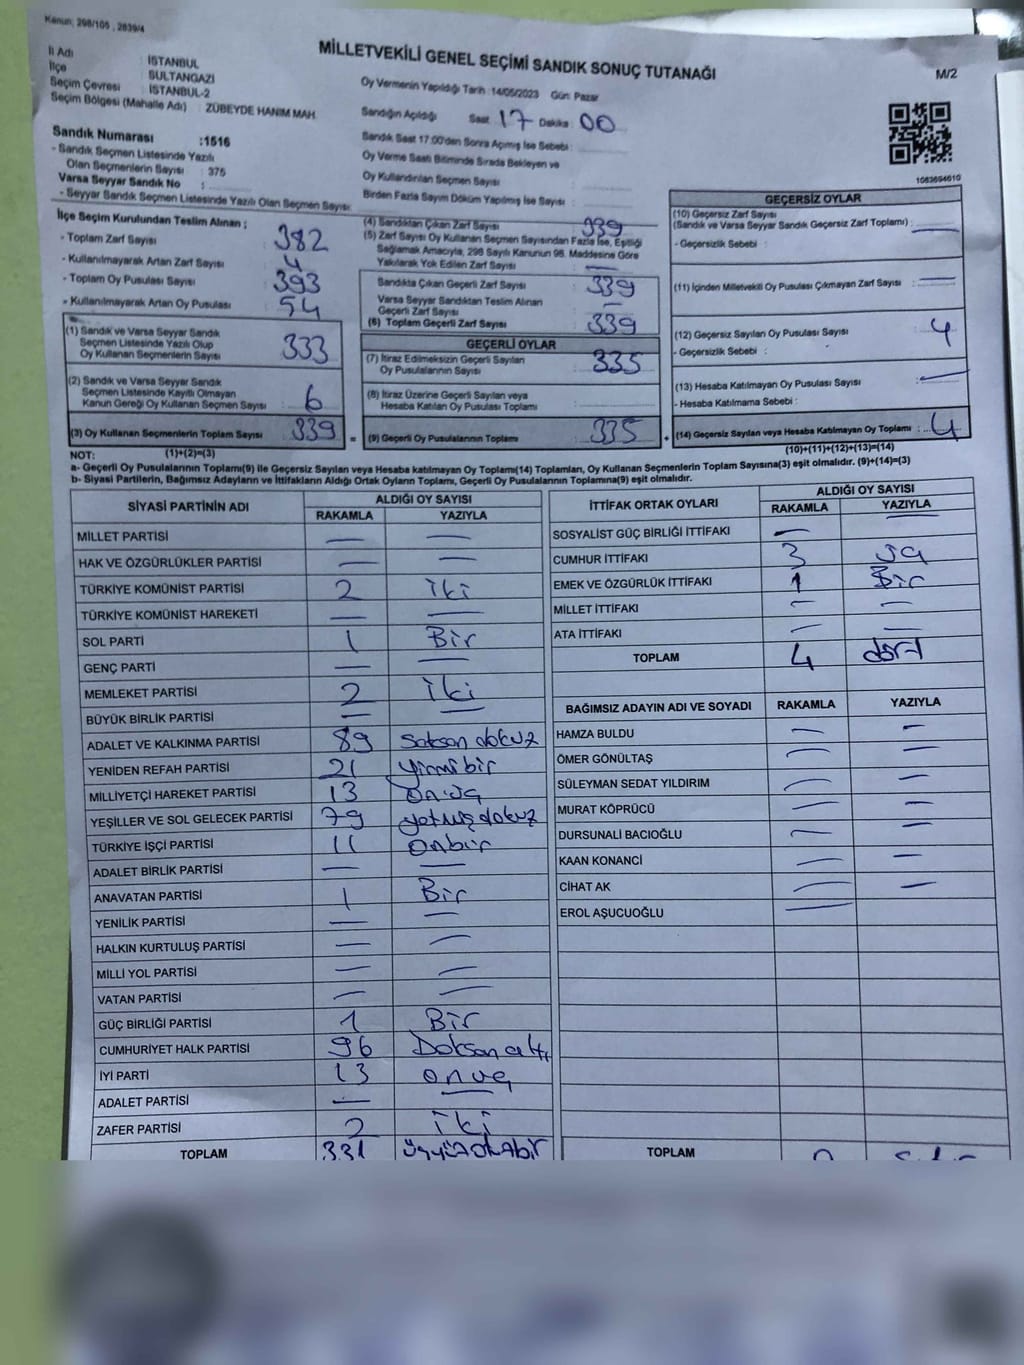 Kanun; 298/105 , 2839/4
MİLLETVEKİLİ GENEL SEÇİMİ SANDIK SONUÇ TUTANAĞI
M/2
İl Adı : İSTANBUL
İlçe : SULTANGAZİ
Seçim Çevresi : İSTANBUL-2
Seçim Bölgesi (Mahalle Adı) : ZÜBEYDE HANIM MAH.
Sandık Numarası :1516
- Sandık Seçmen Listesinde Yazılı
Olan Seçmenlerin Sayısı : 375
Varsa Seyyar Sandık No :
- Seyyar Sandık Seçmen Listesinde Yazılı Olan Seçmen Sayısı:
Oy Vermenin Yapıldığı Tarih :14/05/2023 Gün: Pazar
Sandığın Açıldığı Saat : 17 Dakika : 00
Sandık Saat 17:00'den Sonra Açılmış İse Sebebi :
Oy Verme Saati Bitiminde Sırada Bekleyen ve
Oy Kullandırılan Seçmen Sayısı :
Birden Fazla Sayım Döküm Yapılmış İse Sayısı :
1083694610
İlçe Seçim Kurulundan Teslim Alınan ;
- Toplam Zarf Sayısı : 382
- Kullanılmayarak Artan Zarf Sayısı : 4
- Toplam Oy Pusulası Sayısı : 393
- Kullanılmayarak Artan Oy Pusulası : 54
(1) Sandık ve Varsa Seyyar Sandık
Seçmen Listesinde Yazılı Olup
Oy Kullanan Seçmenlerin Sayısı : 333
(2) Sandık ve Varsa Seyyar Sandık
Seçmen Listesinde Kayıtlı Olmayan
Kanun Gereği Oy Kullanan Seçmen Sayısı : 6
(3) Oy Kullanan Seçmenlerin Toplam Sayısı : 339 =
(4) Sandıktan Çıkan Zarf Sayısı : 339
(5) Zarf Sayısı Oy Kullanan Seçmen Sayısından Fazla İse, Eşitliği
Sağlamak Amacıyla, 298 Sayılı Kanunun 98. Maddesine Göre
Yakılarak Yok Edilen Zarf Sayısı : —
Sandıkta Çıkan Geçerli Zarf Sayısı : 339
Varsa Seyyar Sandıktan Teslim Alınan
Geçerli Zarf Sayısı : —
(6) Toplam Geçerli Zarf Sayısı : 339
GEÇERLİ OYLAR
(7) İtiraz Edilmeksizin Geçerli Sayılan
Oy Pusulalarının Sayısı : 335
(8) İtiraz Üzerine Geçerli Sayılan veya
Hesaba Katılan Oy Pusulası Toplamı :
(9) Geçerli Oy Pusulalarının Toplamı : 335 +
GEÇERSİZ OYLAR
(10) Geçersiz Zarf Sayısı
(Sandık ve Varsa Seyyar Sandık Geçersiz Zarf Toplamı) : —
- Geçersizlik Sebebi :
(11) İçinden Milletvekili Oy Pusulası Çıkmayan Zarf Sayısı : —
(12) Geçersiz Sayılan Oy Pusulası Sayısı : 4
- Geçersizlik Sebebi :
(13) Hesaba Katılmayan Oy Pusulası Sayısı : —
- Hesaba Katılmama Sebebi :
(14) Geçersiz Sayılan veya Hesaba Katılmayan Oy Toplamı : 4
NOT: (1)+(2)=(3) (10)+(11)+(12)+(13)=(14)
a- Geçerli Oy Pusulalarının Toplamı(9) ile Geçersiz Sayılan veya Hesaba katılmayan Oy Toplamı(14) Toplamları, Oy Kullanan Seçmenlerin Toplam Sayısına(3) eşit olmalıdır. (9)+(14)=(3)
b- Siyasi Partilerin, Bağımsız Adayların ve İttifakların Aldığı Ortak Oyların Toplamı, Geçerli Oy Pusulalarının Toplamına(9) eşit olmalıdır.
SİYASİ PARTİNİN ADI ALDIĞI OY SAYISI
RAKAMLA YAZIYLA
MİLLET PARTİSİ — —
HAK VE ÖZGÜRLÜKLER PARTİSİ — —
TÜRKİYE KOMÜNİST PARTİSİ 2 iki
TÜRKİYE KOMÜNİST HAREKETİ — —
SOL PARTİ 1 Bir
GENÇ PARTİ — —
MEMLEKET PARTİSİ 2 iki
BÜYÜK BİRLİK PARTİSİ — —
ADALET VE KALKINMA PARTİSİ 89 Seksen dokuz
YENİDEN REFAH PARTİSİ 21 yirmi bir
MİLLİYETÇİ HAREKET PARTİSİ 13 on üç
YEŞİLLER VE SOL GELECEK PARTİSİ 79 yetmiş dokuz
TÜRKİYE İŞÇİ PARTİSİ 11 onbir
ADALET BİRLİK PARTİSİ — —
ANAVATAN PARTİSİ 1 Bir
YENİLİK PARTİSİ — —
HALKIN KURTULUŞ PARTİSİ — —
MİLLİ YOL PARTİSİ — —
VATAN PARTİSİ — —
GÜÇ BİRLİĞİ PARTİSİ 1 Bir
CUMHURİYET HALK PARTİSİ 96 Doksan altı
İYİ PARTİ 13 on üç
ADALET PARTİSİ — —
ZAFER PARTİSİ 2 iki
TOPLAM 331 üçyüzotuzbir
İTTİFAK ORTAK OYLARI ALDIĞI OY SAYISI
RAKAMLA YAZIYLA
SOSYALİST GÜÇ BİRLİĞİ İTTİFAKI — —
CUMHUR İTTİFAKI 3 üç
EMEK VE ÖZGÜRLÜK İTTİFAKI 1 Bir
MİLLET İTTİFAKI — —
ATA İTTİFAKI — —
TOPLAM 4 dört
BAĞIMSIZ ADAYIN ADI VE SOYADI RAKAMLA YAZIYLA
HAMZA BULDU — —
ÖMER GÖNÜLTAŞ — —
SÜLEYMAN SEDAT YILDIRIM — —
MURAT KÖPRÜCÜ — —
DURSUNALİ BACIOĞLU — —
KAAN KONANCİ — —
CİHAT AK — —
EROL AŞUCUOĞLU —
TOPLAM